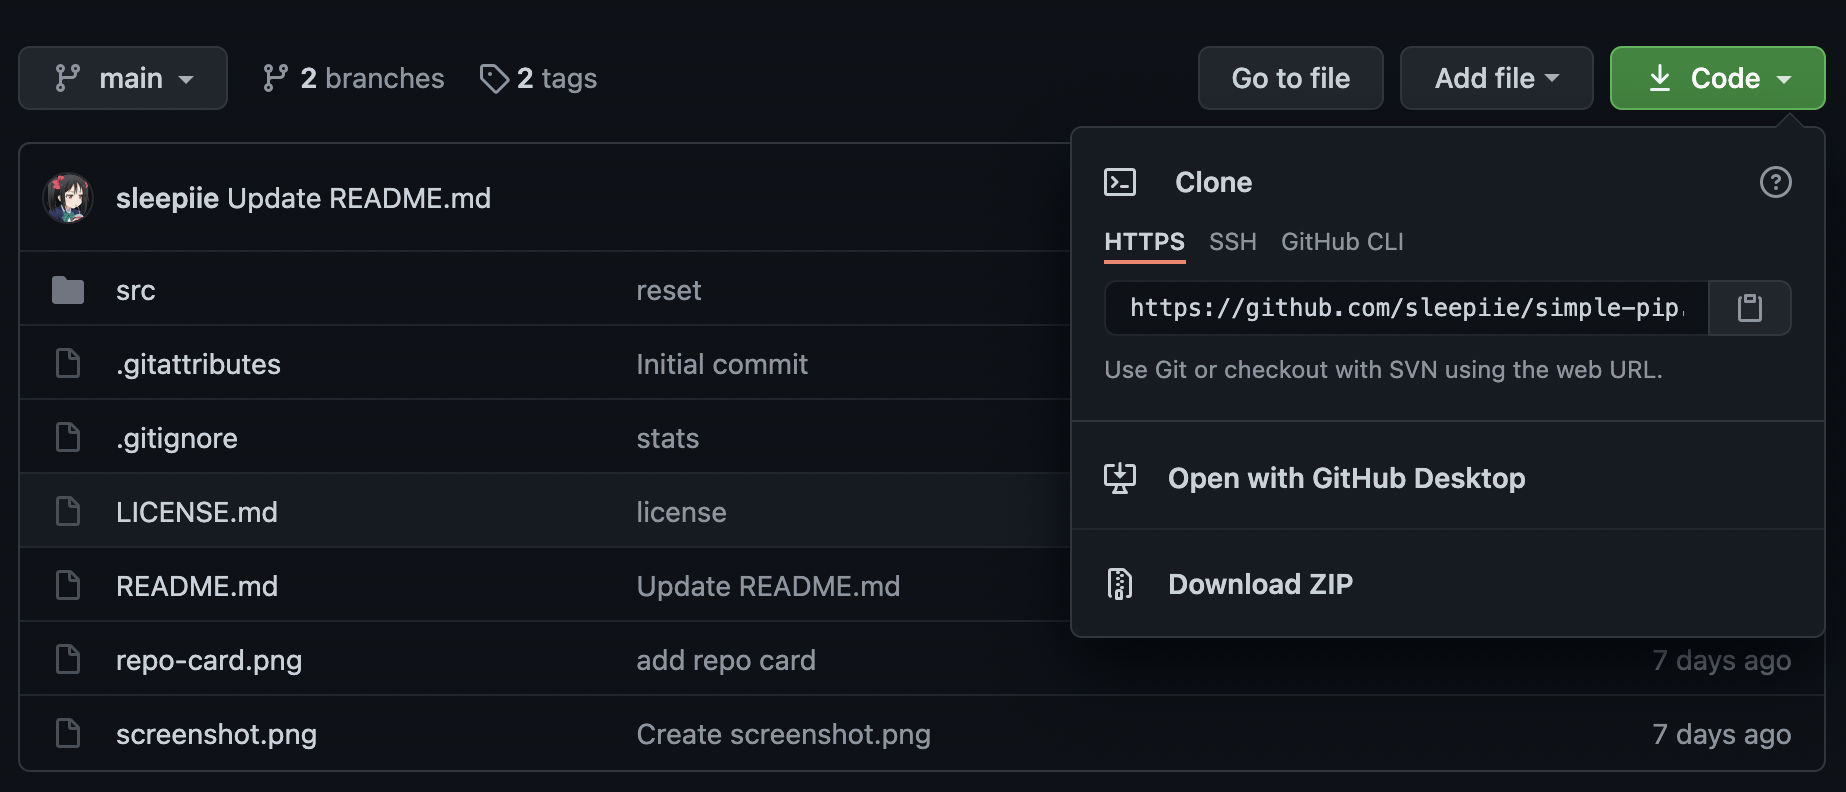 main 2 branches 2 tags Go to file Add file Code
sleepiie Update README.md
Clone
HTTPS SSH GitHub CLI
https://github.com/sleepiie/simple-pip.
Use Git or checkout with SVN using the web URL.
Open with GitHub Desktop
Download ZIP
src reset
.gitattributes Initial commit
.gitignore stats
LICENSE.md license
README.md Update README.md
repo-card.png add repo card 7 days ago
screenshot.png Create screenshot.png 7 days ago